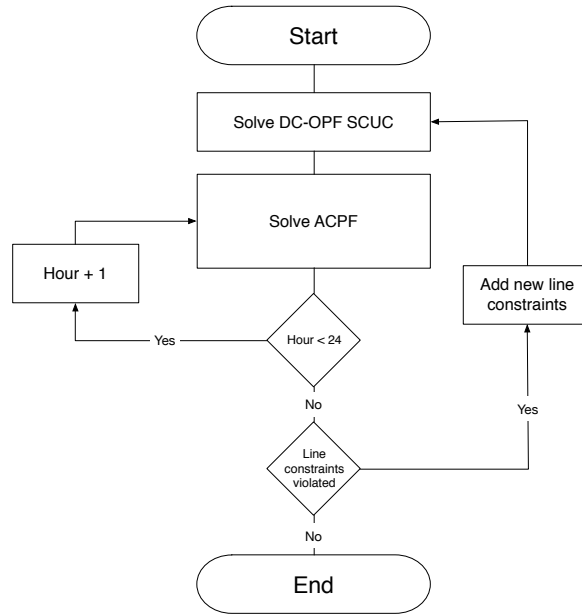 Start
Solve DC-OPF SCUC
Solve ACPF
Hour + 1
Add new line
constraints
Yes
Hour < 24
No
Yes
Line
constraints
violated
No
End